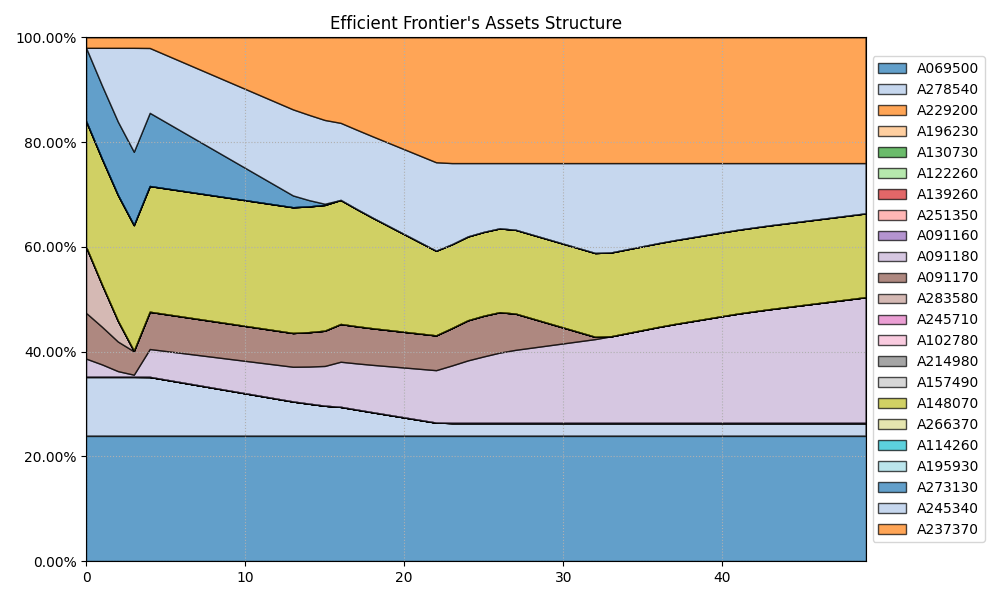 Efficient Frontier's Assets Structure
100.00%
80.00%
60.00%
40.00%
20.00%
0.00%
0
10
20
30
40
A069500
A278540
A229200
A196230
A130730
A122260
A139260
A251350
A091160
A091180
A091170
A283580
A245710
A102780
A214980
A157490
A148070
A266370
A114260
A195930
A273130
A245340
A237370